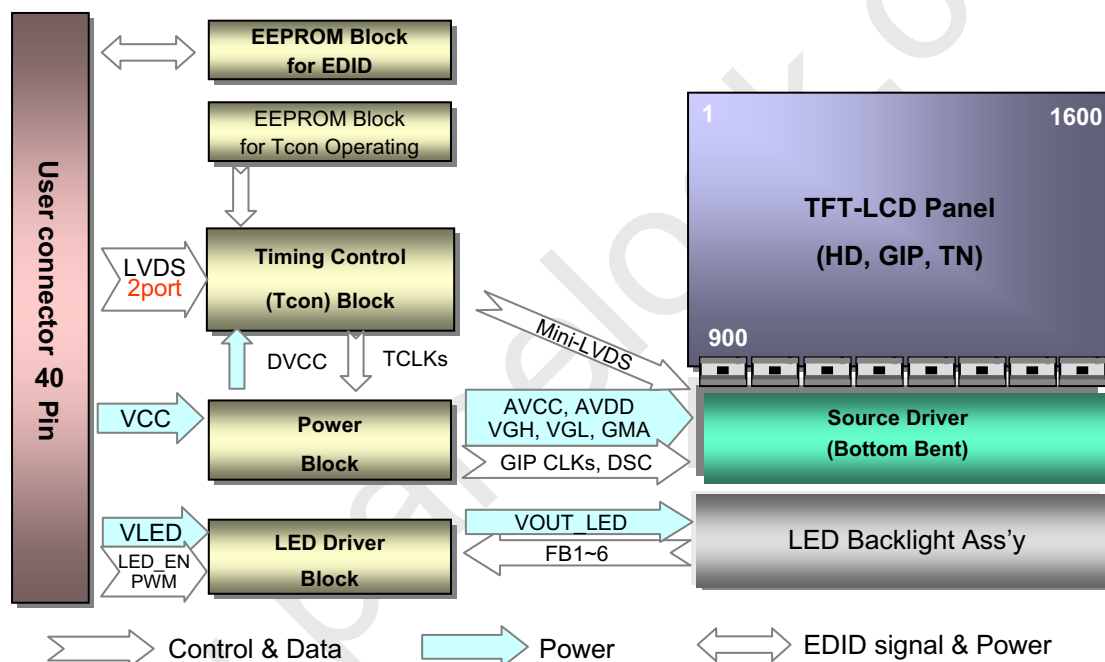 User connector 40 Pin
EEPROM Block
for EDID
EEPROM Block
for Tcon Operating
LVDS
2port
Timing Control
(Tcon) Block
DVCC
TCLKs
Mini-LVDS
VCC
Power
Block
AVCC, AVDD
VGH, VGL, GMA
GIP CLKs, DSC
VLED
LED_EN
PWM
LED Driver
Block
VOUT_LED
FB1~6
1
1600
TFT-LCD Panel
(HD, GIP, TN)
900
Source Driver
(Bottom Bent)
LED Backlight Ass'y
Control & Data
Power
EDID signal & Power